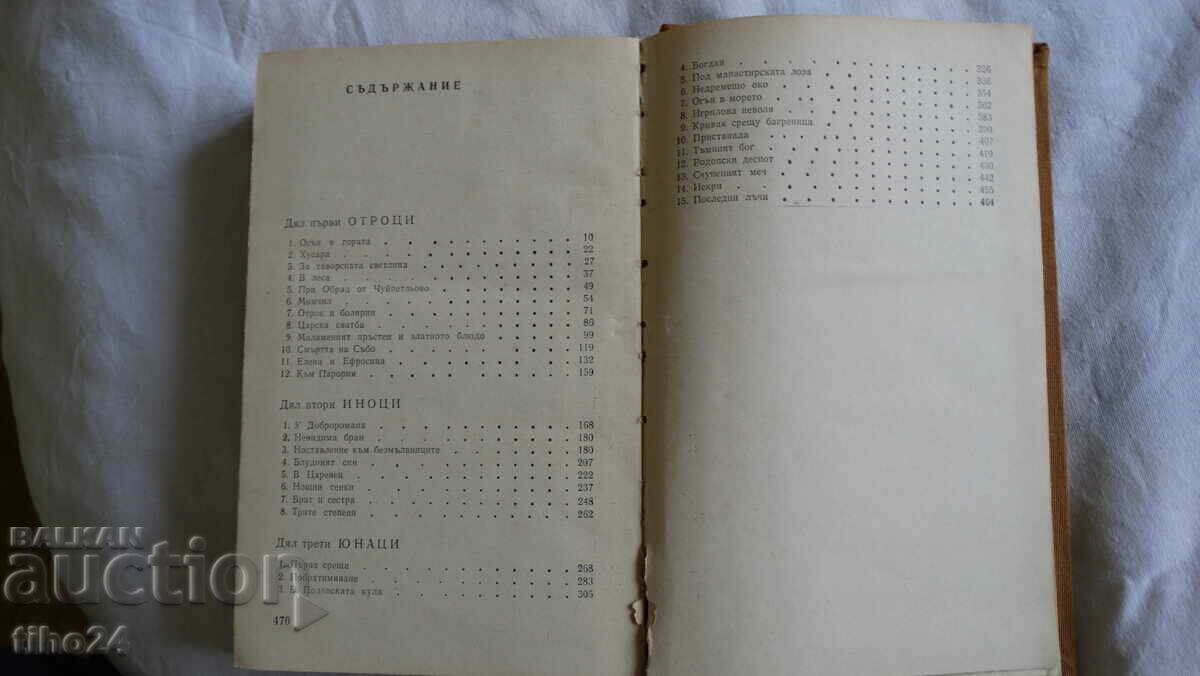 СЪДЪРЖАНИЕ
Дял първи ОТРОЦИ
1. Огън в гората 10
2. Хусари 22
3. За таворската светлина 27
4. В леса 37
5. При Обрад от Чуйпетльово 49
6. Момчил 54
7. Отрок и болярин 71
8. Царска сватба 86
9. Маламеният пръстен и златното блюдо 99
10. Смъртта на Събо 119
11. Елена и Ефросина 132
12. Към Парория 159
Дял втори ИНОЦИ
1. У Доброромана 168
2. Невидима бран 180
3. Наставление към безмълвниците 180
4. Блудният син 207
5. В Царевец 222
6. Нощни сенки 237
7. Брат и сестра 248
8. Трите степени 262
Дял трети ЮНАЦИ
1. Първа среща 268
2. Побратимяване 283
3. В Подвиската кула 305
470
4. Богдан 326
5. Под манастирската лоза 336
6. Недремещо око 354
7. Огън в морето 362
8. Игрилова неволя 383
9. Кривак срещу багреница 390
10. Пристанала 407
11. Тъмният бог 419
12. Родопски деспот 430
13. Счупеният меч 442
14. Искри 455
15. Последни лъчи 464
BALKAN
auction
tiho24